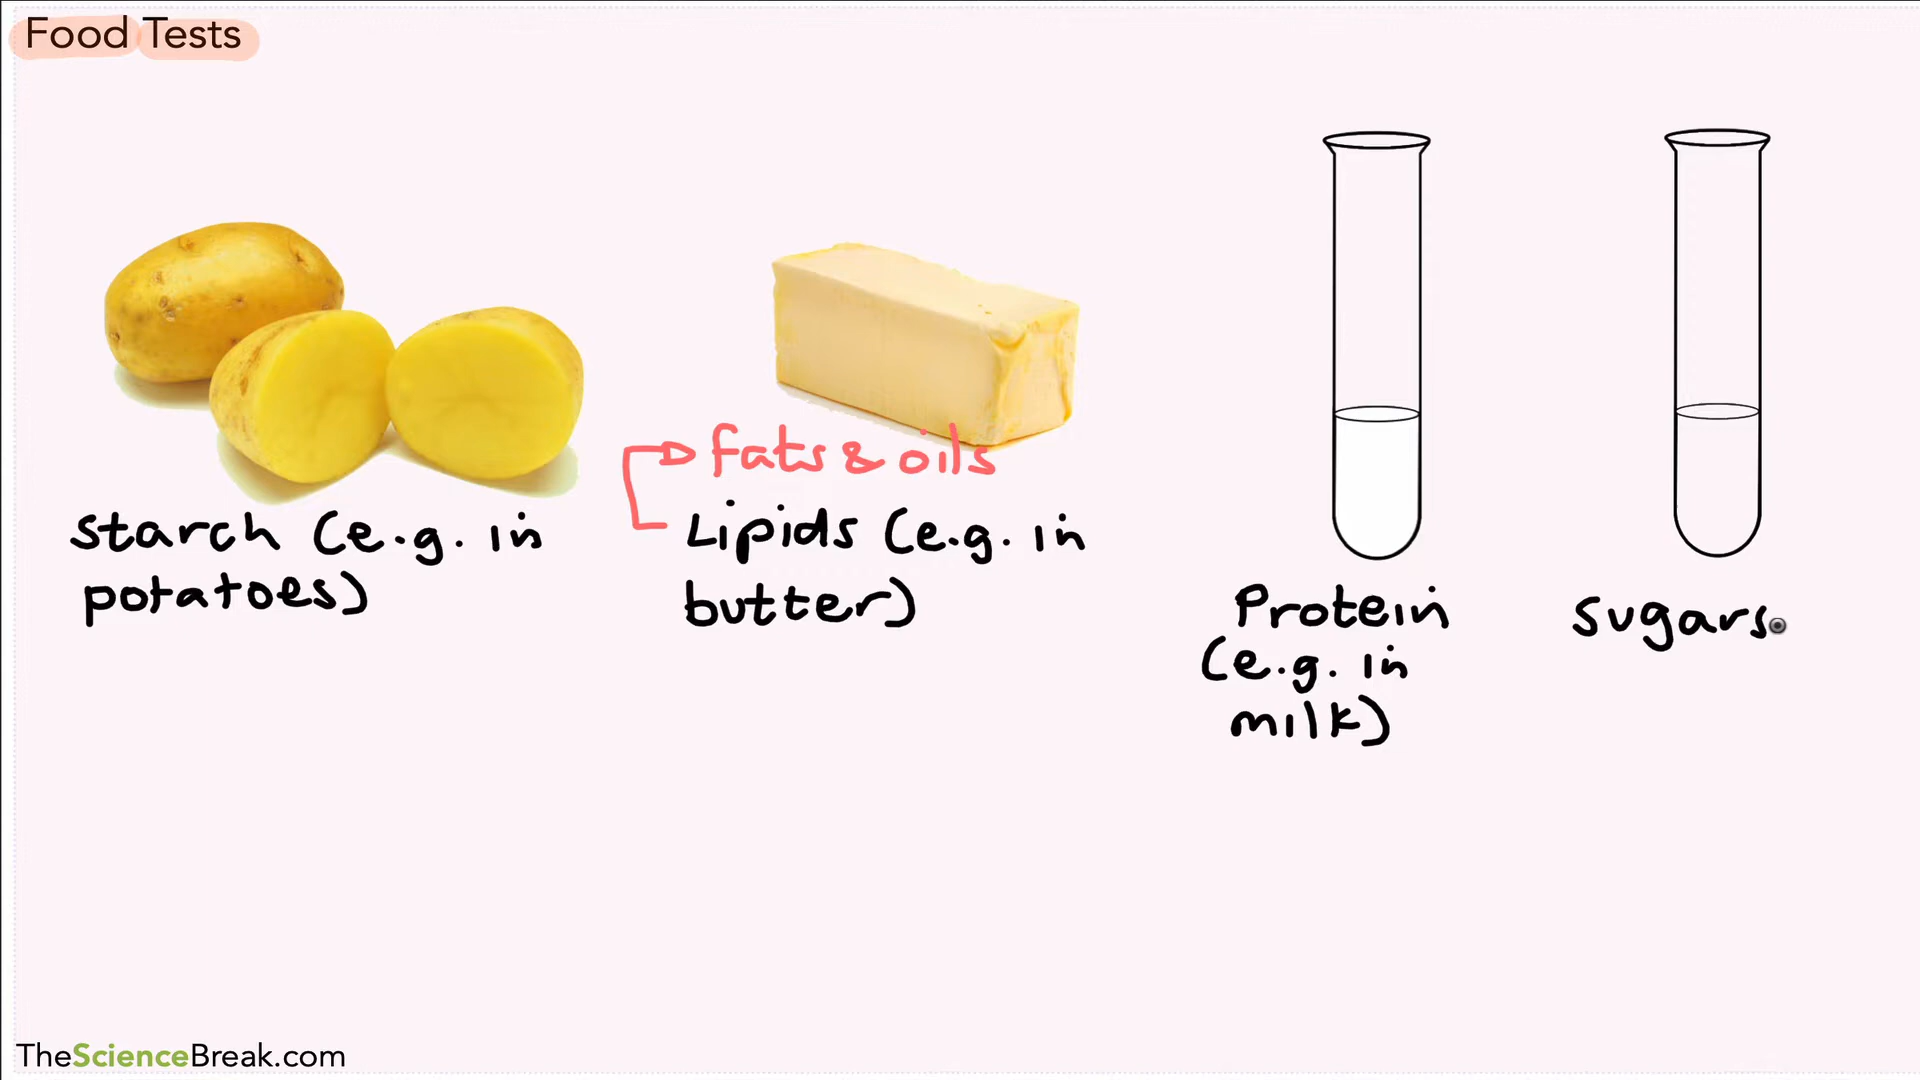 Food Tests
fats & oils
starch (e.g. in
potatoes)
Lipids (e.g. in
butter)
Protein
(e.g. in
milk)
sugars
TheScienceBreak.com